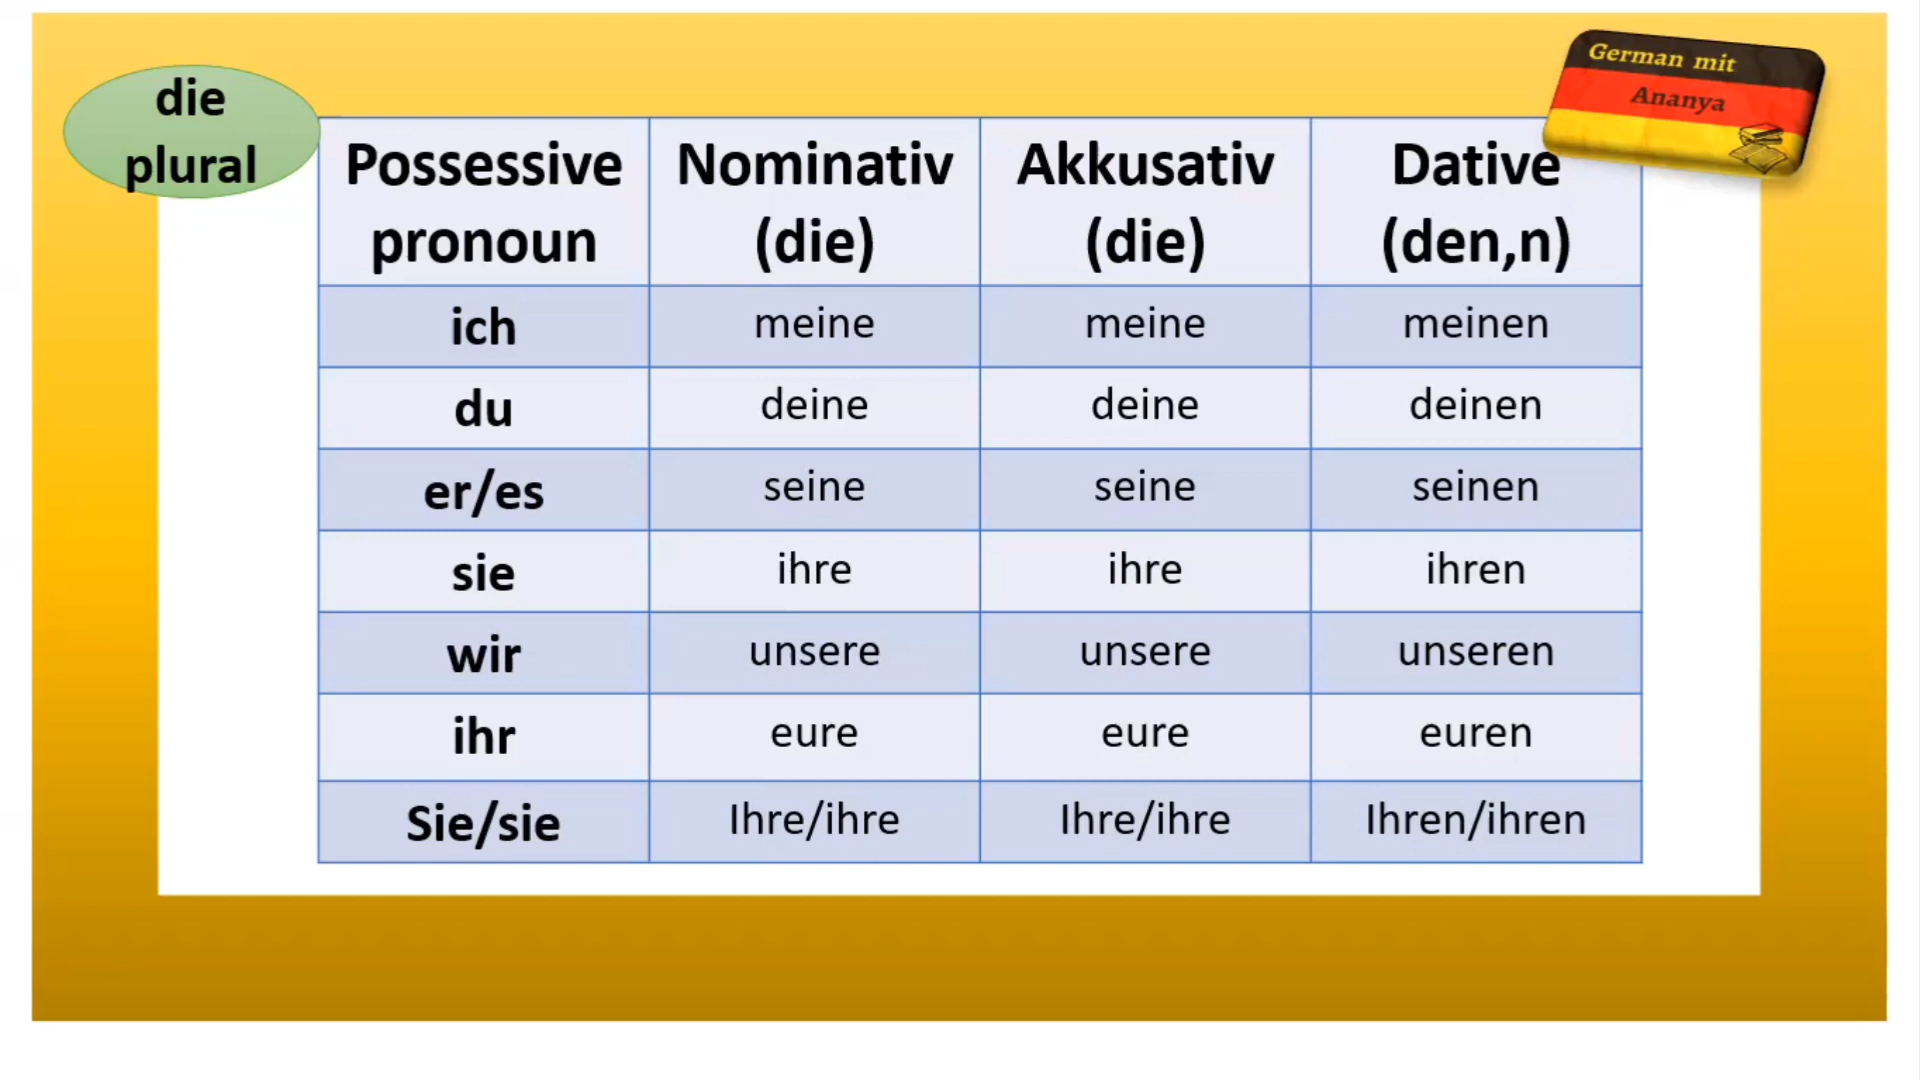 die
plural
German mit
Ananya
Possessive pronoun Nominativ (die) Akkusativ (die) Dative (den,n)
ich meine meine meinen
du deine deine deinen
er/es seine seine seinen
sie ihre ihre ihren
wir unsere unsere unseren
ihr eure eure euren
Sie/sie Ihre/ihre Ihre/ihre Ihren/ihren